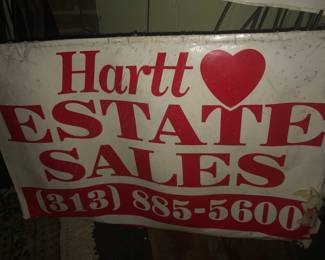 Hartt
ESTATE
SALES
(313) 885-5600